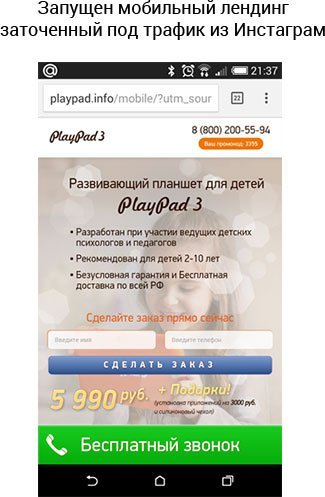 Запущен мобильный лендинг
заточенный под трафик из Инстаграм
21:37
playpad.info/mobile/?utm_sour
22
PlayPad 3
8 (800) 200-55-94
Ваш промокод: 3355
Развивающий планшет для детей
PlayPad 3
• Разработан при участии ведущих детских
психологов и педагогов
• Рекомендован для детей 2-10 лет
• Безусловная гарантия и Бесплатная
доставка по всей РФ
Сделайте заказ прямо сейчас
Введите имя
Введите телефон
СДЕЛАТЬ ЗАКАЗ
5 990 руб. + Подарки!
(установка приложений на 3000 руб.
и силиконовый чехол)
Бесплатный звонок